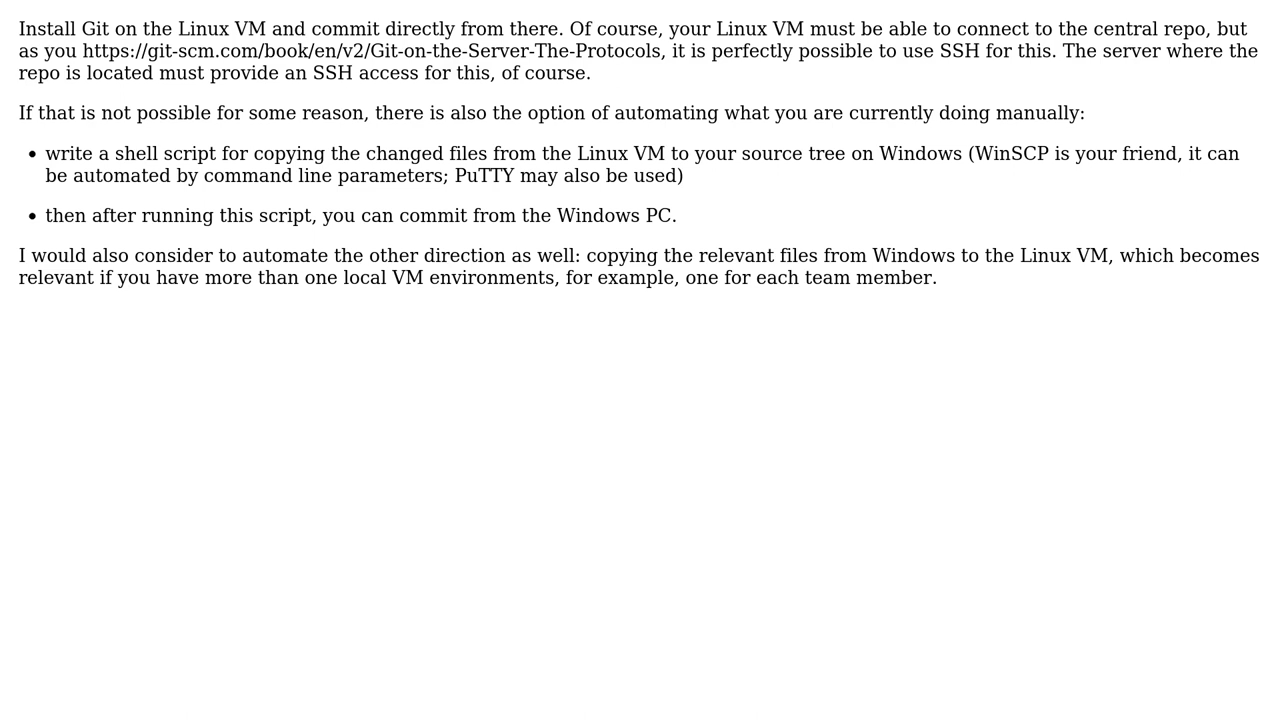 Install Git on the Linux VM and commit directly from there. Of course, your Linux VM must be able to connect to the central repo, but
as you https://git-scm.com/book/en/v2/Git-on-the-Server-The-Protocols, it is perfectly possible to use SSH for this. The server where the
repo is located must provide an SSH access for this, of course.
If that is not possible for some reason, there is also the option of automating what you are currently doing manually:
• write a shell script for copying the changed files from the Linux VM to your source tree on Windows (WinSCP is your friend, it can
be automated by command line parameters; PuTTY may also be used)
• then after running this script, you can commit from the Windows PC.
I would also consider to automate the other direction as well: copying the relevant files from Windows to the Linux VM, which becomes
relevant if you have more than one local VM environments, for example, one for each team member.